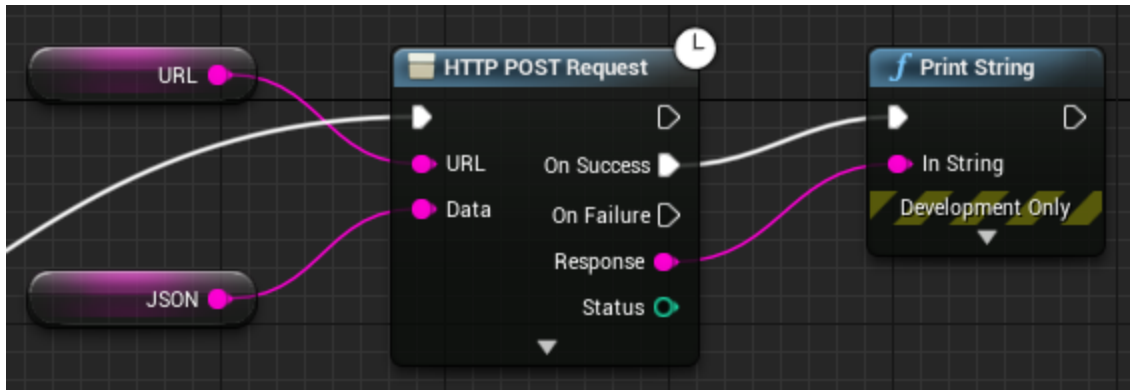 URL
JSON
HTTP POST Request
URL
Data
On Success
On Failure
Response
Status
Print String
In String
Development Only